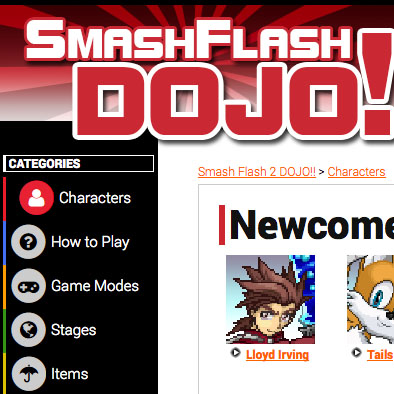 SmashFlash
DOJO!
CATEGORIES
Characters
How to Play
Game Modes
Stages
Items
Smash Flash 2 DOJO!! > Characters
Newcome
Lloyd Irving
Tails